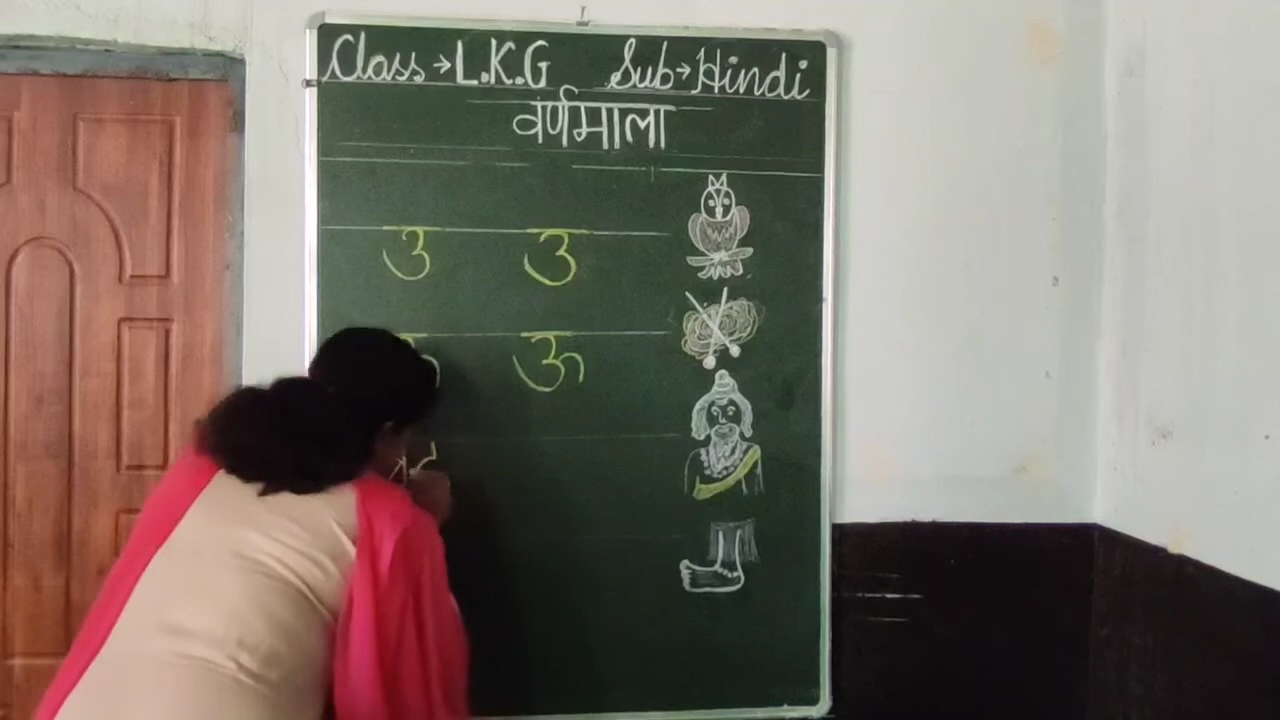 Class → L.K.G Sub → Hindi
वर्णमाला
उ उ
ऊ